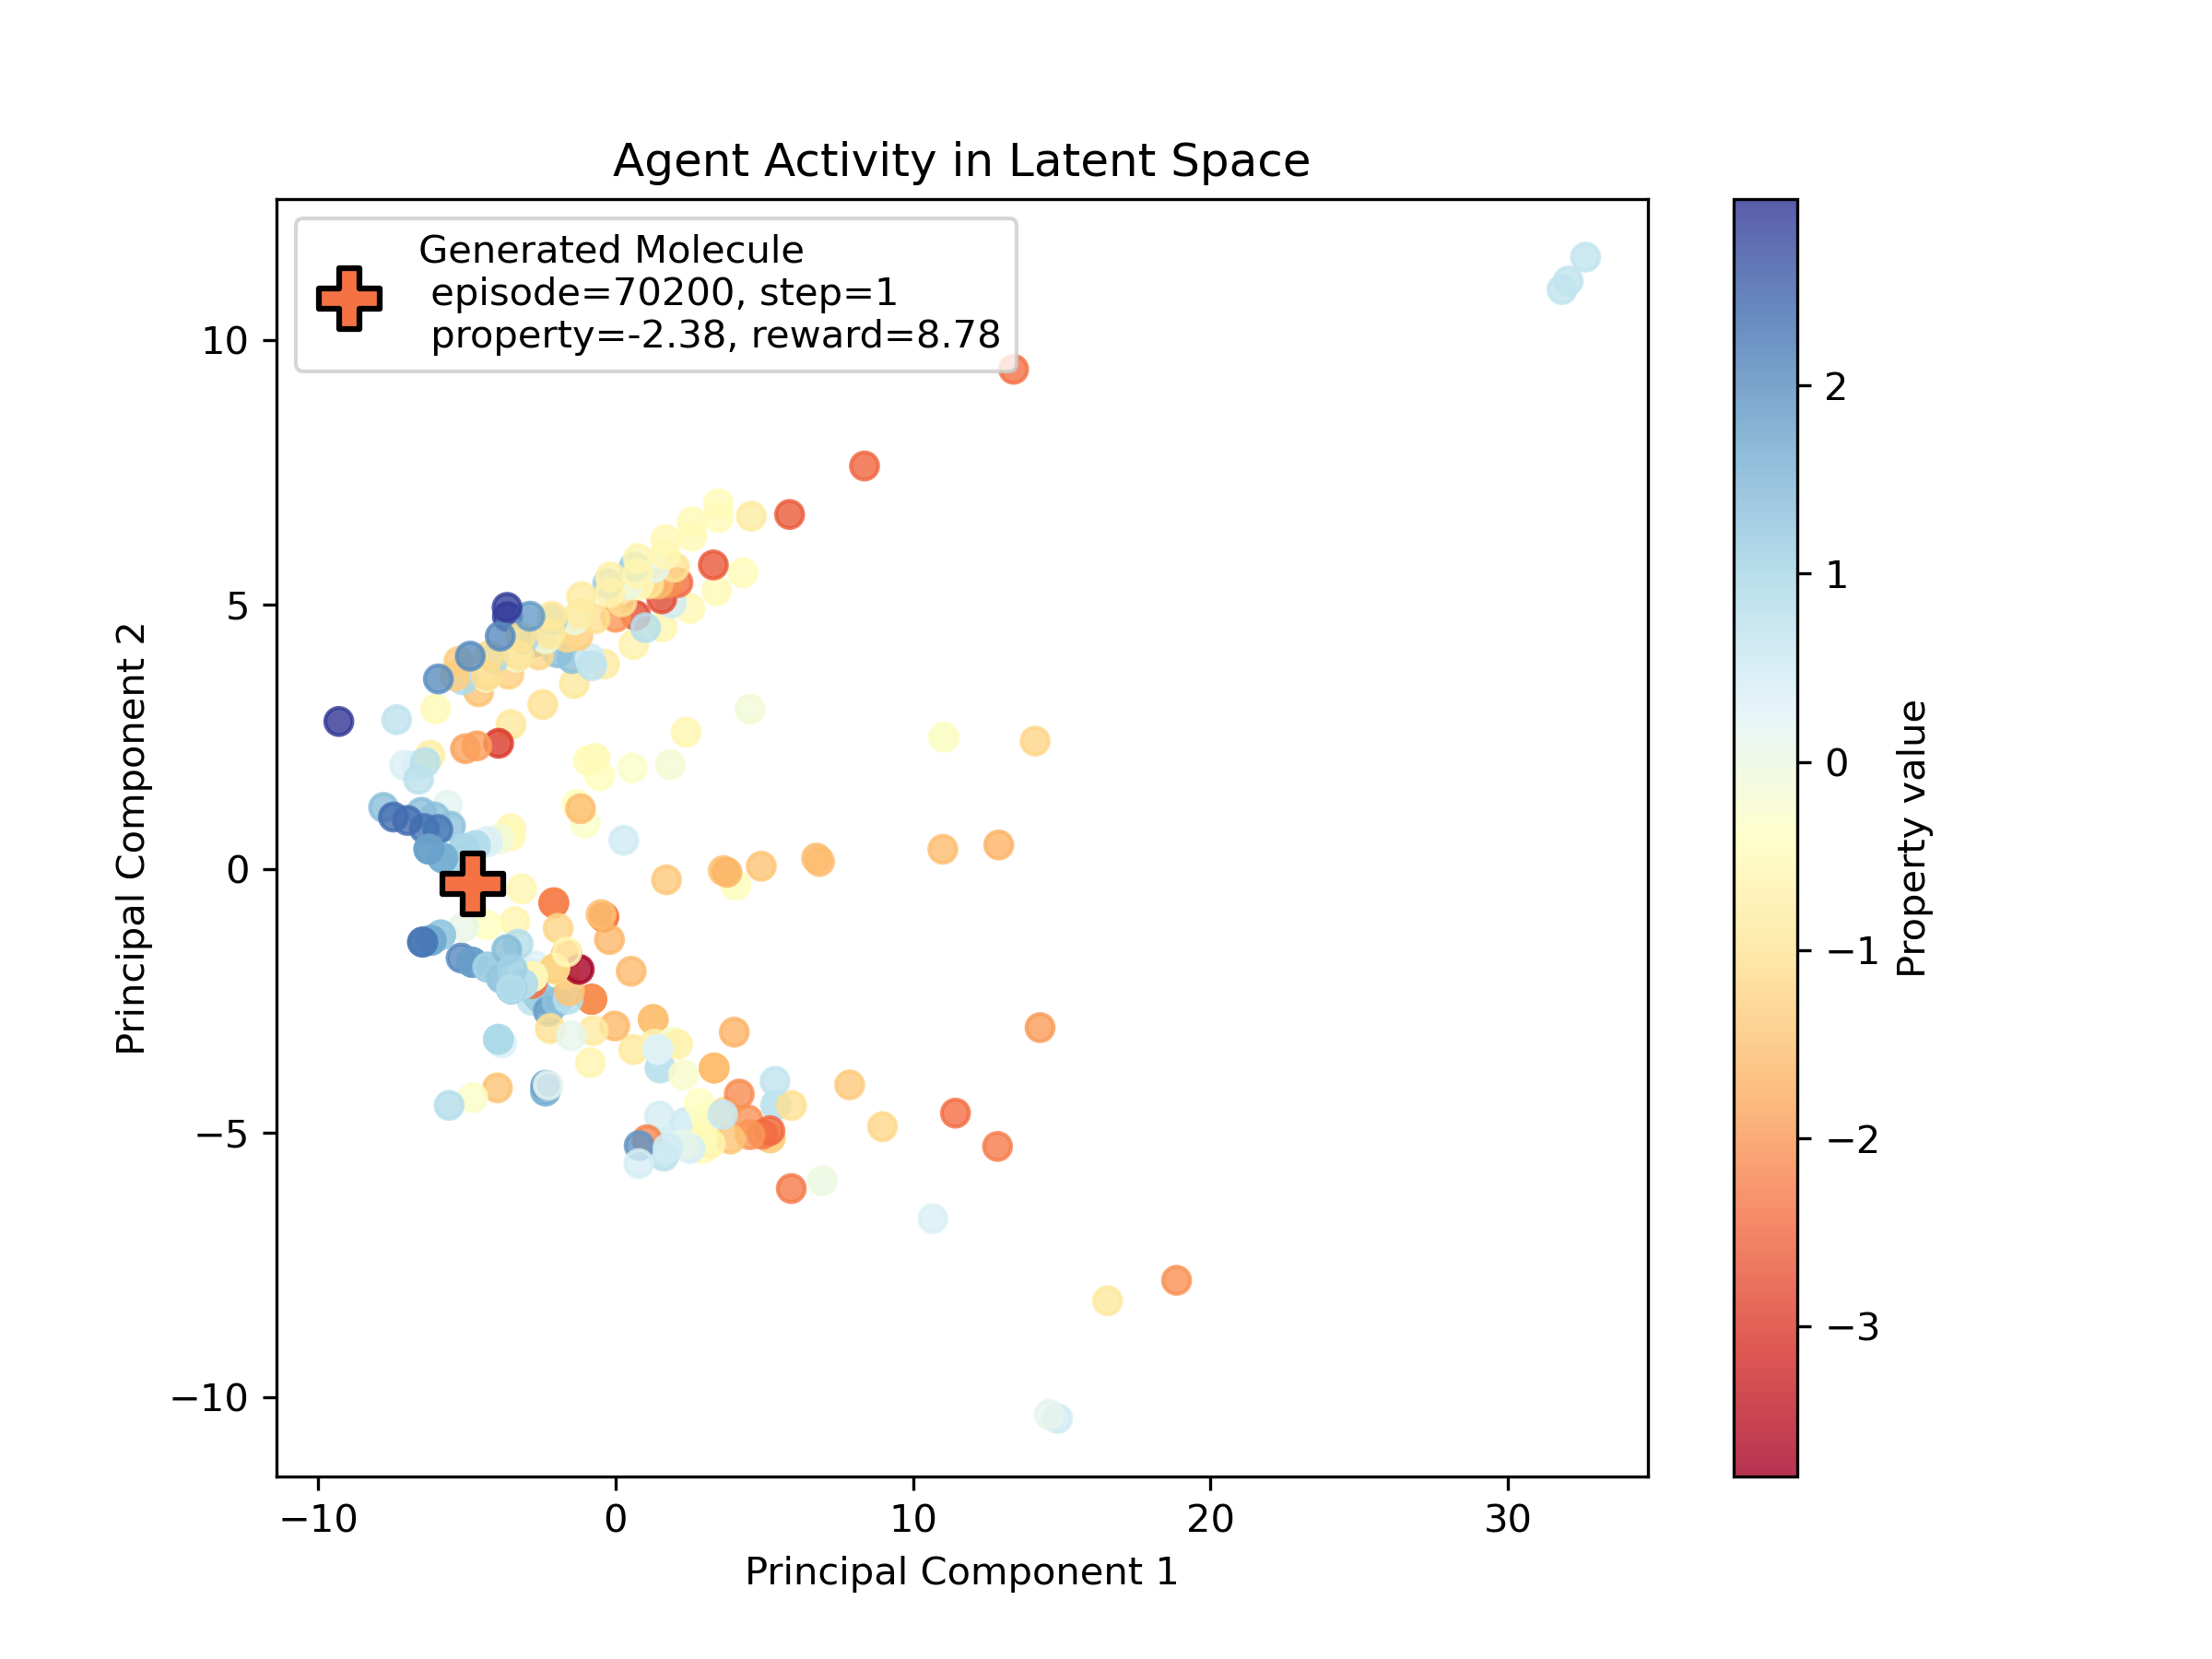 Agent Activity in Latent Space
Generated Molecule
episode=70200, step=1
property=-2.38, reward=8.78
10
5
0
−5
−10
Principal Component 2
−10
0
10
20
30
Principal Component 1
2
1
0
−1
−2
−3
Property value